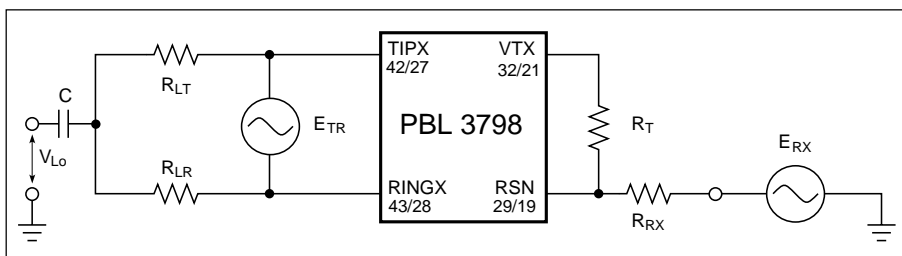 TIPX
42/27
VTX
32/21
C
R_LT
E_TR
PBL 3798
R_T
E_RX
V_Lo
R_LR
RINGX
43/28
RSN
29/19
R_RX